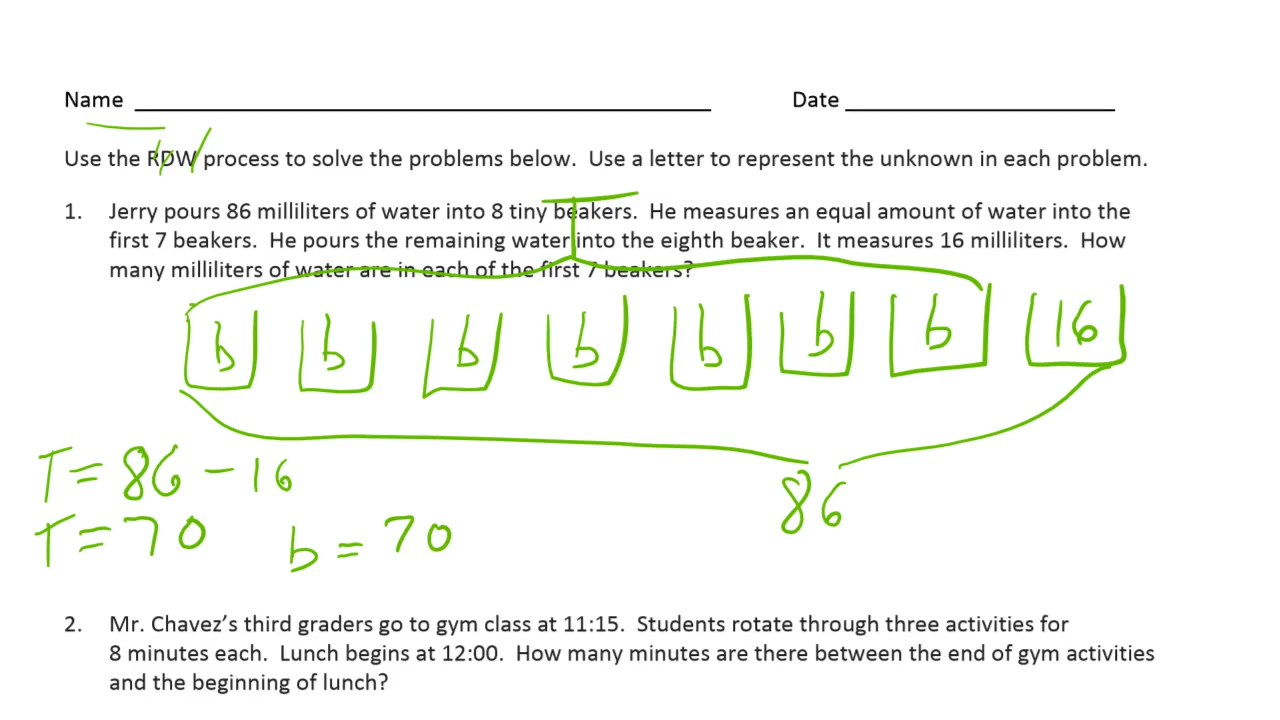 Name ____ Date ____
Use the RDW process to solve the problems below. Use a letter to represent the unknown in each problem.
1. Jerry pours 86 milliliters of water into 8 tiny beakers. He measures an equal amount of water into the
first 7 beakers. He pours the remaining water into the eighth beaker. It measures 16 milliliters. How
many milliliters of water are in each of the first 7 beakers?
T
b b b b b b b 16
T = 86 - 16
86
T = 70 b = 70
2. Mr. Chavez’s third graders go to gym class at 11:15. Students rotate through three activities for
8 minutes each. Lunch begins at 12:00. How many minutes are there between the end of gym activities
and the beginning of lunch?